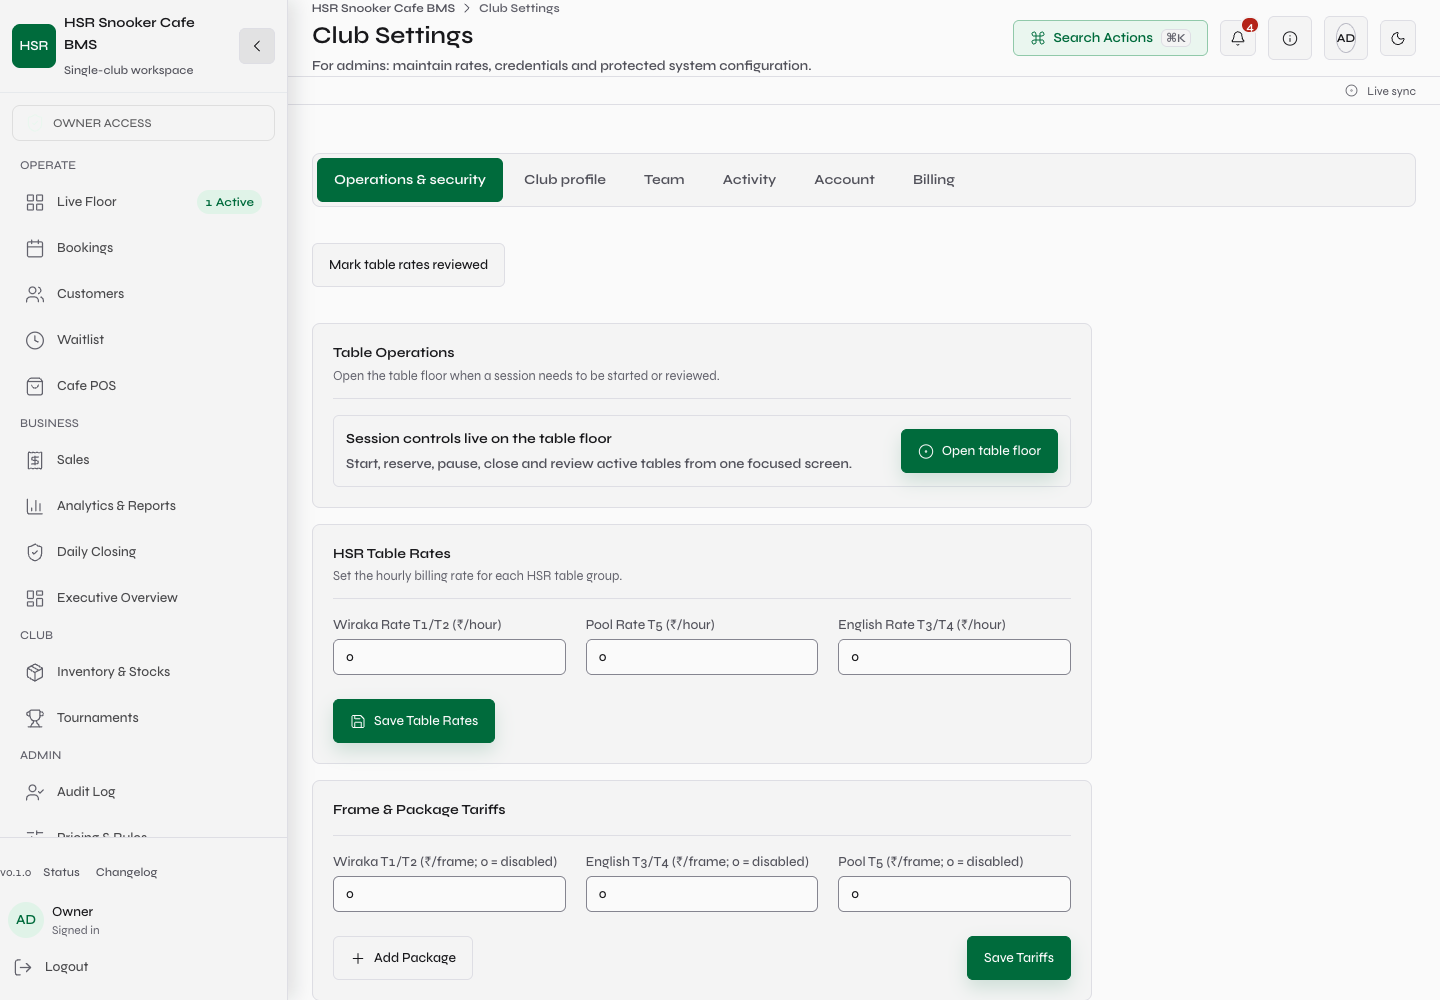 HSR
HSR Snooker Cafe
BMS
Single-club workspace
OWNER ACCESS
OPERATE
Live Floor
1 Active
Bookings
Customers
Waitlist
Cafe POS
BUSINESS
Sales
Analytics & Reports
Daily Closing
Executive Overview
CLUB
Inventory & Stocks
Tournaments
ADMIN
Audit Log
Pricing & Rules
v0.1.0 Status Changelog
AD
Owner
Signed in
Logout
HSR Snooker Cafe BMS > Club Settings
Club Settings
For admins: maintain rates, credentials and protected system configuration.
Search Actions ⌘K
4
AD
Live sync
Operations & security Club profile Team Activity Account Billing
Mark table rates reviewed
Table Operations
Open the table floor when a session needs to be started or reviewed.
Session controls live on the table floor
Start, reserve, pause, close and review active tables from one focused screen.
Open table floor
HSR Table Rates
Set the hourly billing rate for each HSR table group.
Wiraka Rate T1/T2 (₹/hour) Pool Rate T5 (₹/hour) English Rate T3/T4 (₹/hour)
0 0 0
Save Table Rates
Frame & Package Tariffs
Wiraka T1/T2 (₹/frame; 0 = disabled) English T3/T4 (₹/frame; 0 = disabled) Pool T5 (₹/frame; 0 = disabled)
0 0 0
Add Package
Save Tariffs